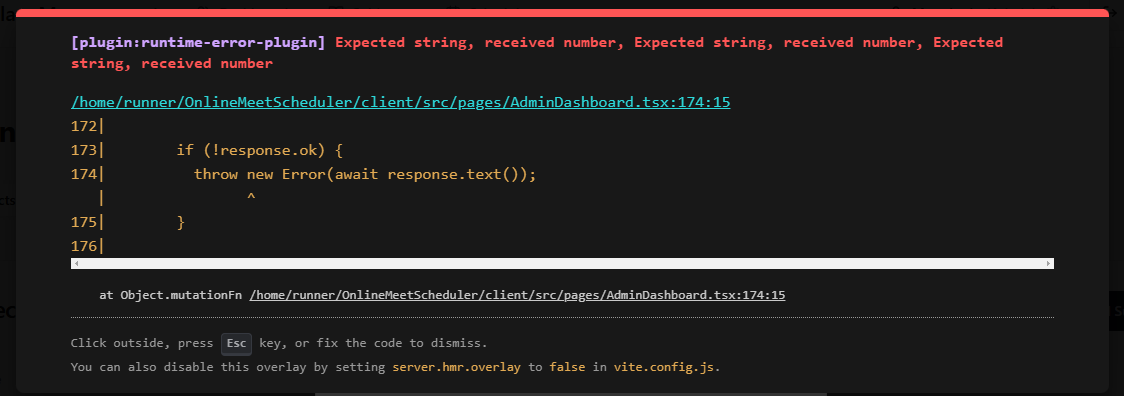 [plugin:runtime-error-plugin] Expected string, received number, Expected string, received number, Expected
string, received number
/home/runner/OnlineMeetScheduler/client/src/pages/AdminDashboard.tsx:174:15
172|
173|        if (!response.ok) {
174|          throw new Error(await response.text());
   |                ^
175|        }
176|
at Object.mutationFn /home/runner/OnlineMeetScheduler/client/src/pages/AdminDashboard.tsx:174:15
Click outside, press Esc key, or fix the code to dismiss.
You can also disable this overlay by setting server.hmr.overlay to false in vite.config.js.